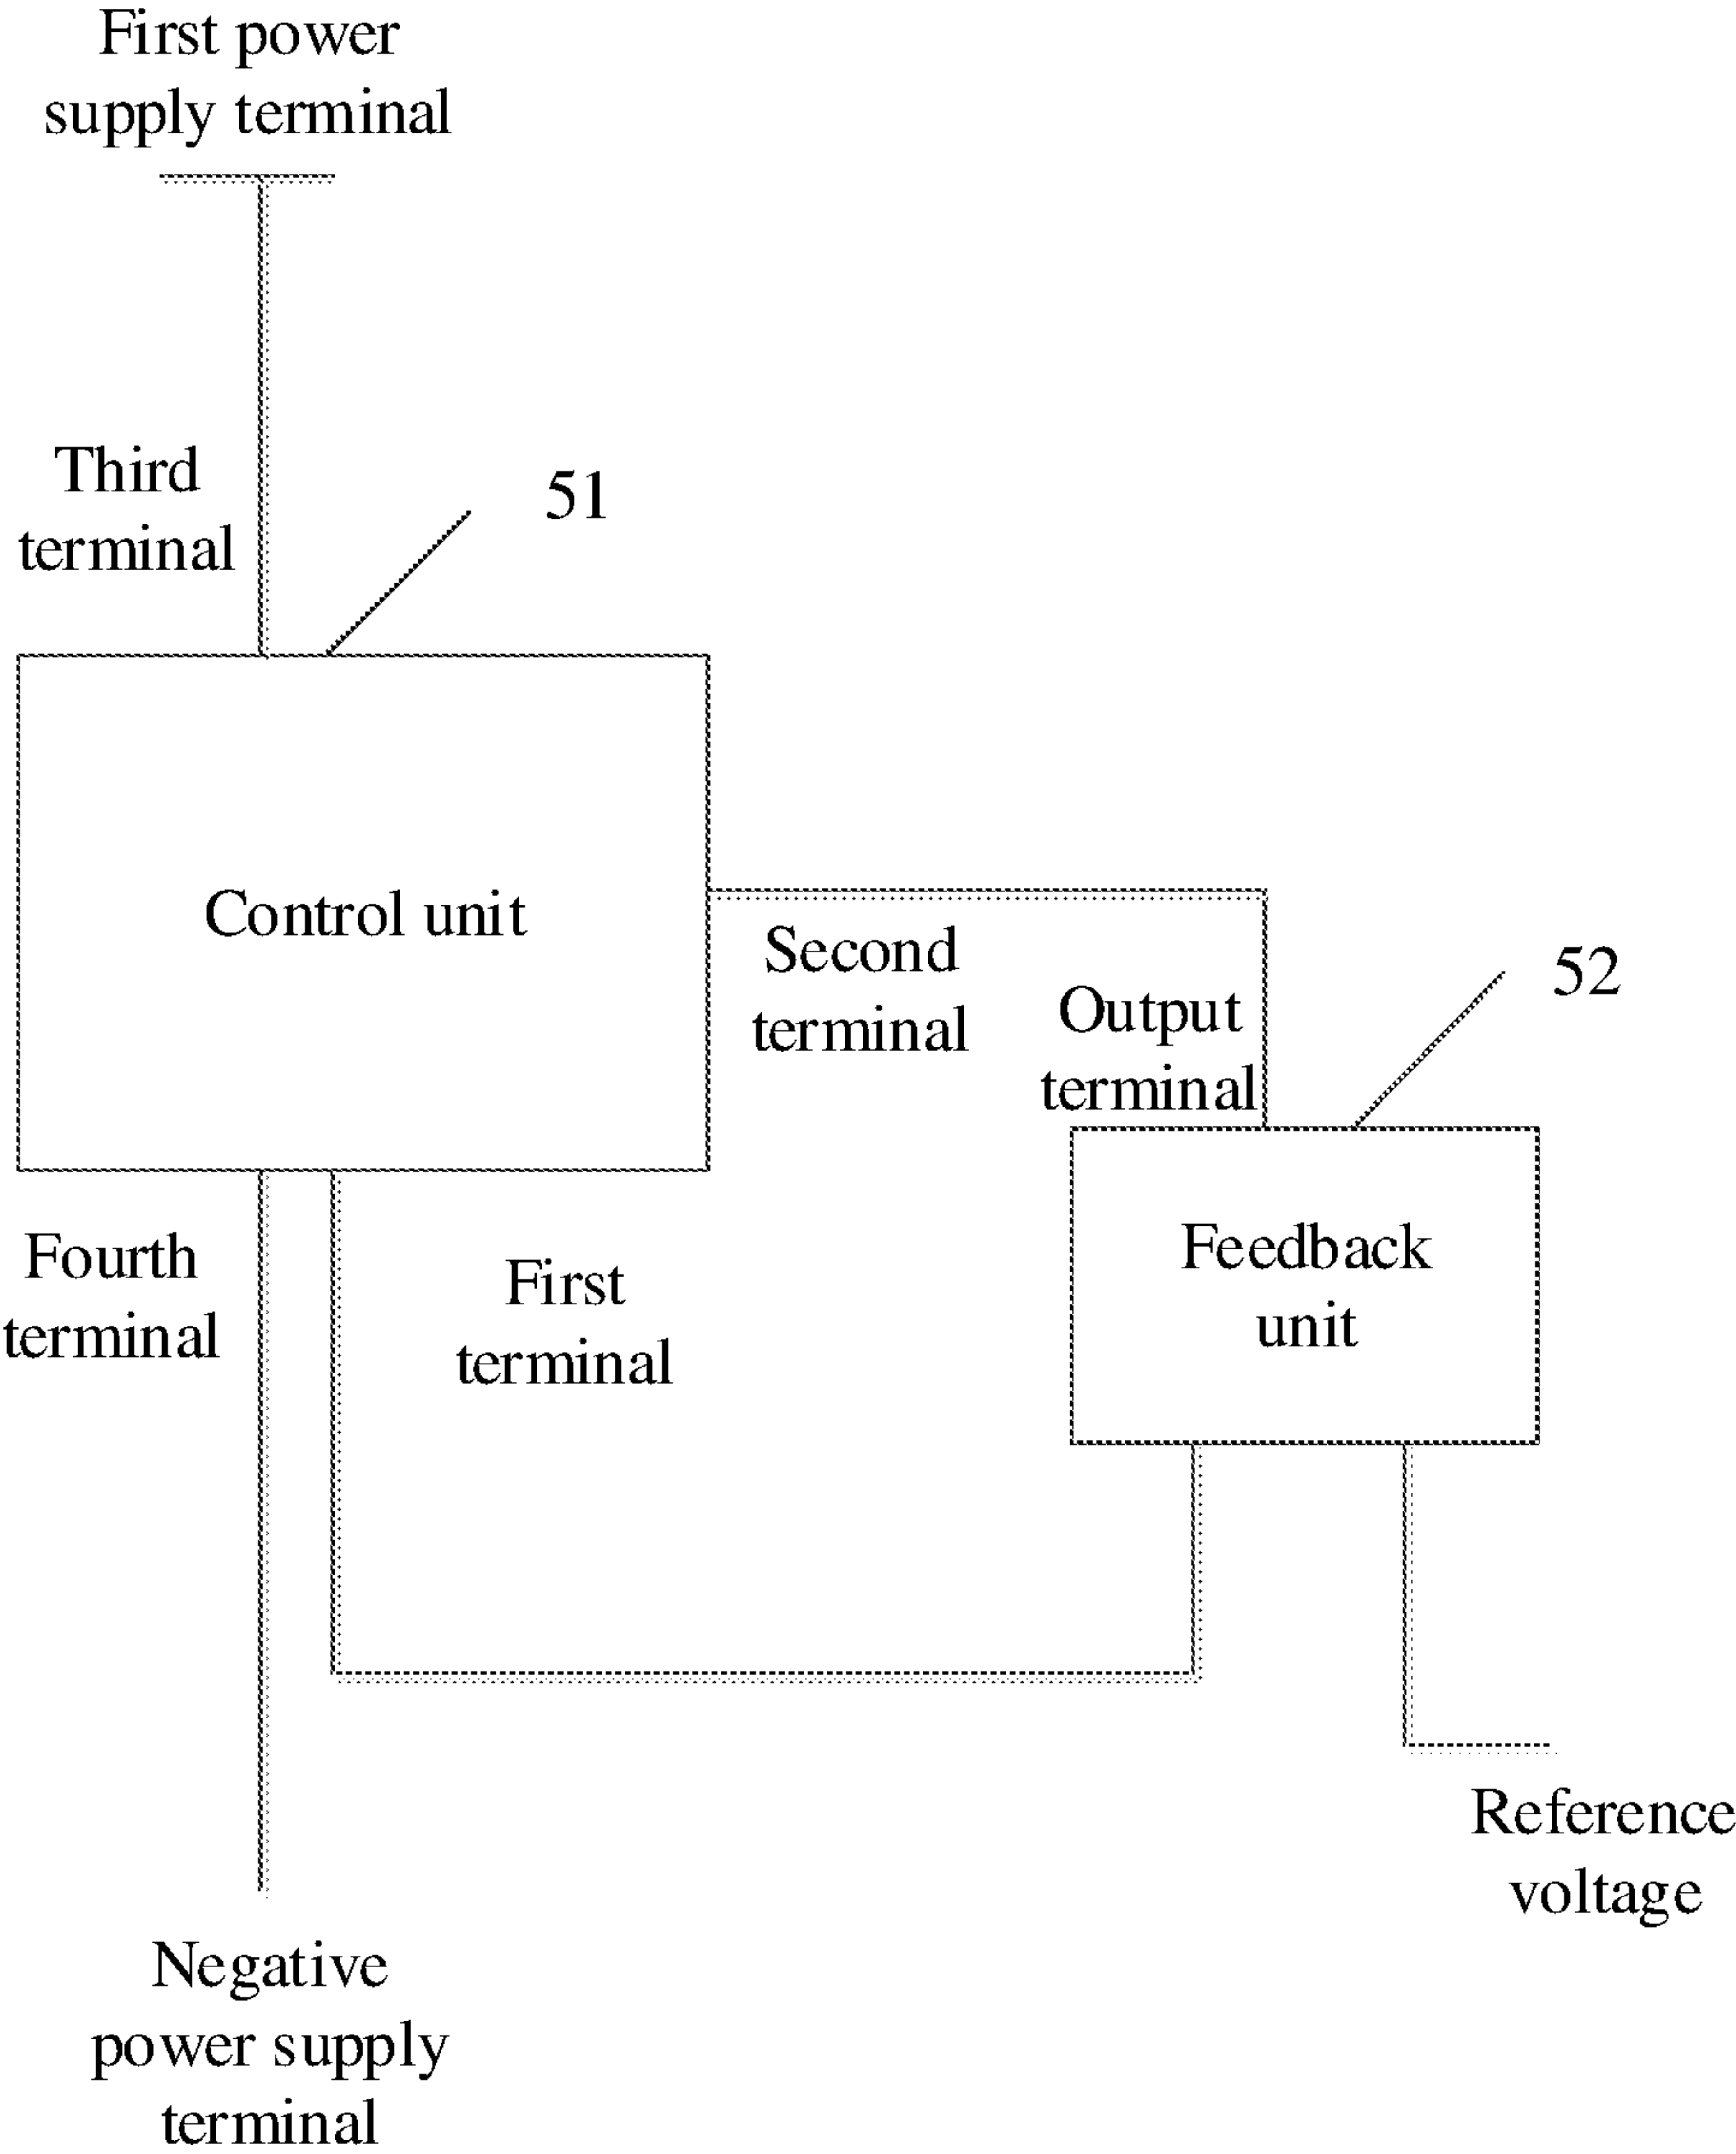 First power
supply terminal
Third
terminal
51
Control unit
Second
terminal
Output
terminal
52
Fourth
terminal
First
terminal
Feedback
unit
Reference
voltage
Negative
power supply
terminal